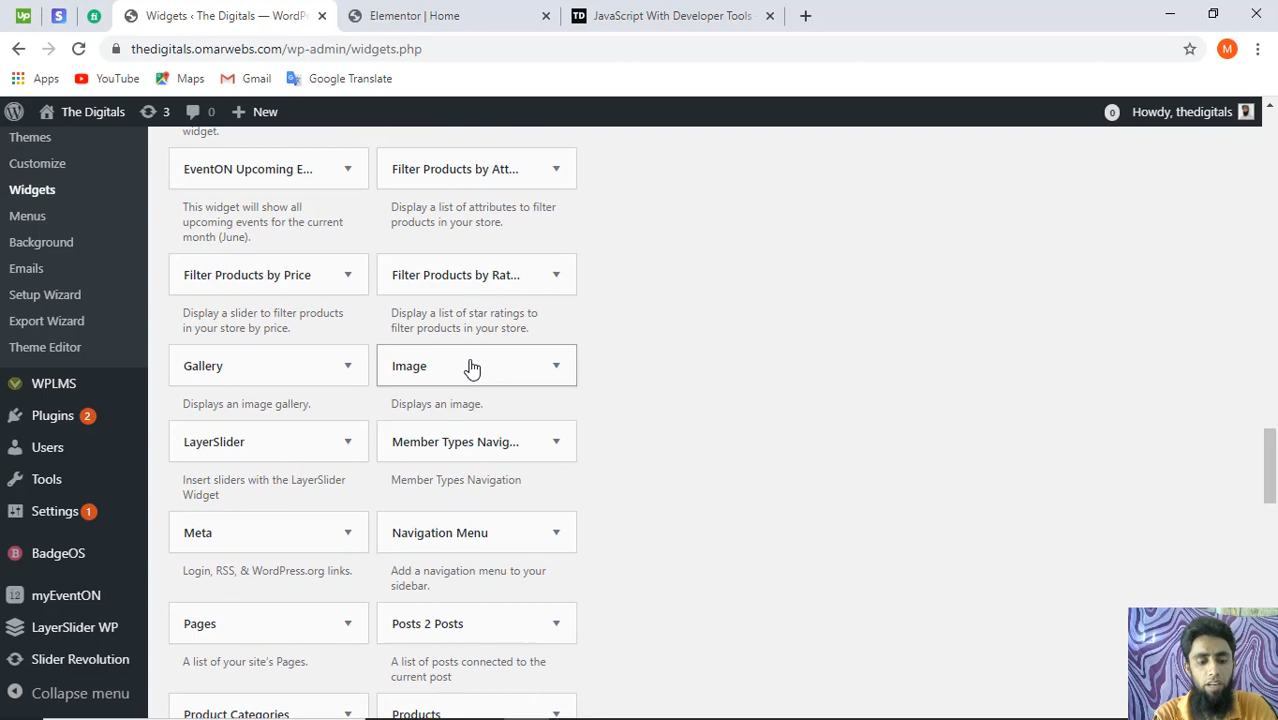 Up
S
fi
Widgets ‹ The Digitals — WordPr
Elementor | Home
TD
JavaScript With Developer Tools
thedigitals.omarwebs.com/wp-admin/widgets.php
M
Apps
YouTube
Maps
Gmail
Google Translate
The Digitals
3
0
New
0
Howdy, thedigitals
Themes
Customize
Widgets
Menus
Background
Emails
Setup Wizard
Export Wizard
Theme Editor
WPLMS
Plugins 2
Users
Tools
Settings 1
BadgeOS
12 myEventON
LayerSlider WP
Slider Revolution
Collapse menu
widget.
EventON Upcoming E...
Filter Products by Att...
This widget will show all
upcoming events for the current
month (June).
Display a list of attributes to filter
products in your store.
Filter Products by Price
Filter Products by Rat...
Display a slider to filter products
in your store by price.
Display a list of star ratings to
filter products in your store.
Gallery
Image
Displays an image gallery.
Displays an image.
LayerSlider
Member Types Navig...
Insert sliders with the LayerSlider
Widget
Member Types Navigation
Meta
Navigation Menu
Login, RSS, & WordPress.org links.
Add a navigation menu to your
sidebar.
Pages
Posts 2 Posts
A list of your site's Pages.
A list of posts connected to the
current post
Product Categories
Products